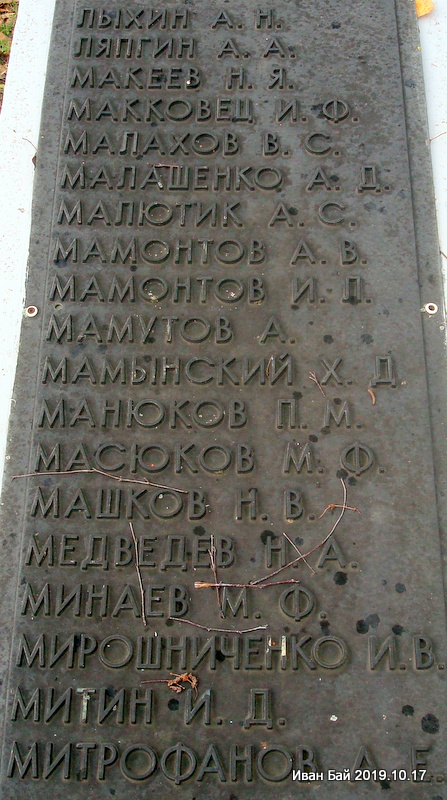 ЛЫХИН А. Н.
ЛЯПГИН А. А.
МАКЕЕВ Н. Я.
МАККОВЕЦ И. Ф.
МАЛАХОВ В. С.
МАЛАШЕНКО А. Д.
МАЛЮТИК А. С.
МАМОНТОВ А. В.
МАМОНТОВ И. П.
МАМУТОВ А.
МАМЫНСКИЙ Х. Д.
МАНЮКОВ П. М.
МАСЮКОВ М. Ф.
МАШКОВ Н. В.
МЕДВЕДЕВ Н. А.
МИНАЕВ М. Ф.
МИРОШНИЧЕНКО И. В.
МИТИН И. Д.
МИТРОФАНОВ Е.
Иван Бай 2019.10.17